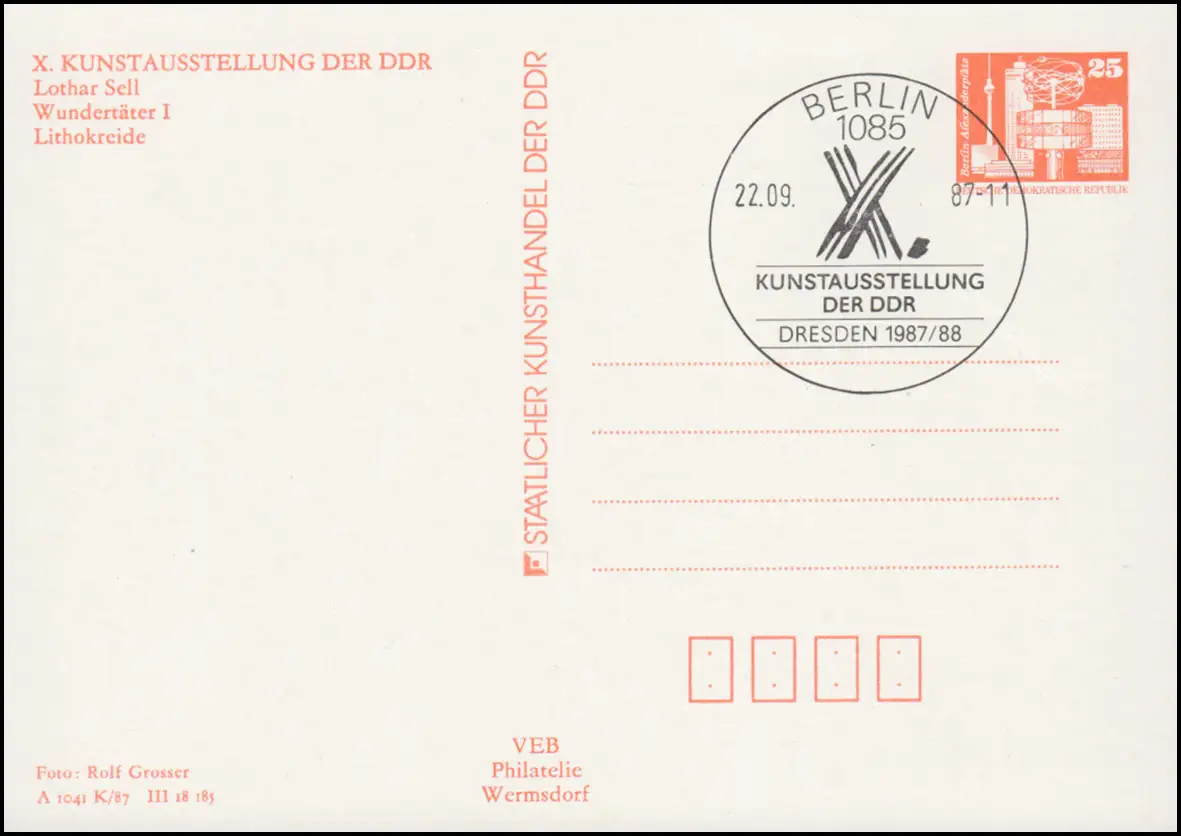 X. KUNSTAUSSTELLUNG DER DDR
Lothar Sell
Wundertäter I
Lithokreide
STAATLICHER KUNSTHANDEL DER DDR
BERLIN
1085
22.09. 87-11
X.
KUNSTAUSSTELLUNG
DER DDR
DRESDEN 1987/88
25
Berlin-Alexanderplatz
DEUTSCHE DEMOKRATISCHE REPUBLIK
Foto: Rolf Grosser
A 1041 K/87 III 18 185
VEB
Philatelie
Wermsdorf